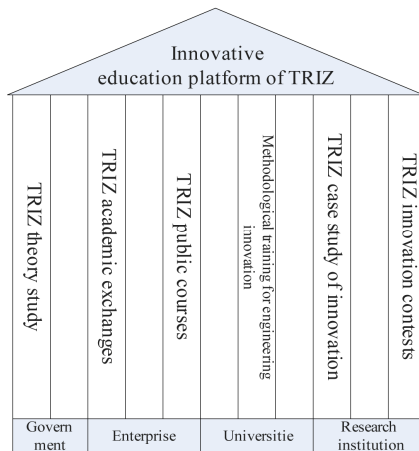 Innovative
education platform of TRIZ
TRIZ theory study
TRIZ academic exchanges
TRIZ public courses
Methodological training for engineering
innovation
TRIZ case study of innovation
TRIZ innovation contests
Govern
ment
Enterprise
Universitie
Research
institution